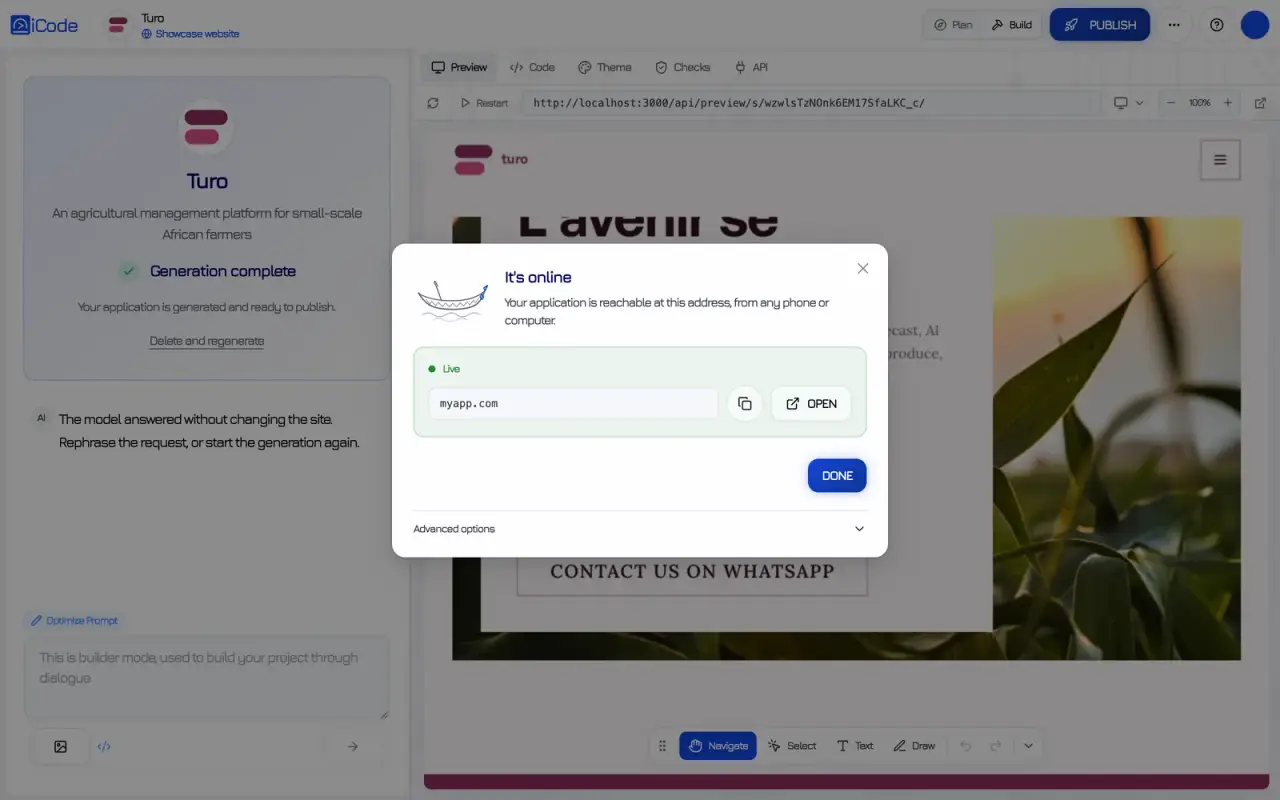 iCode
Turo
Showcase website
Plan
Build
PUBLISH
Turo
An agricultural management platform for small-scale
African farmers
Generation complete
Your application is generated and ready to publish.
Delete and regenerate
AI
The model answered without changing the site.
Rephrase the request, or start the generation again.
Optimise Prompt
This is builder mode, used to build your project through
dialogue
Preview
Code
Theme
Checks
API
Restart
http://localhost:3000/api/preview/s/wzwlsTzNOnk6EM17SfaLKC_c/
100%
turo
L'avenir se
cast, AI
produce,
It's online
Your application is reachable at this address, from any phone or
computer.
Live
myapp.com
OPEN
DONE
Advanced options
CONTACT US ON WHATSAPP
Navigate
Select
Text
Draw